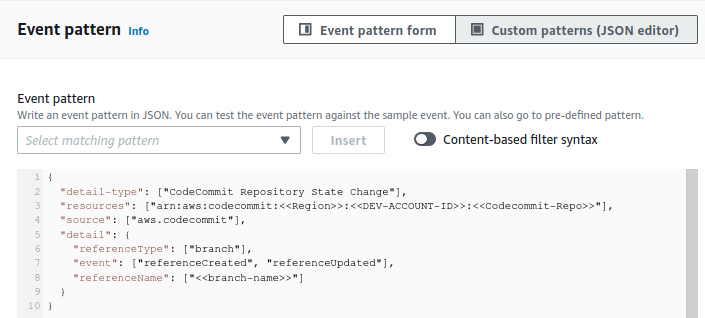 Event pattern Info
Event pattern form
Custom patterns (JSON editor)
Event pattern
Write an event pattern in JSON. You can test the event pattern against the sample event. You can also go to pre-defined pattern.
Select matching pattern
Insert
Content-based filter syntax
1 {
2 "detail-type": ["CodeCommit Repository State Change"],
3 "resources": ["arn:aws:codecommit:<<Region>>:<<DEV-ACCOUNT-ID>>:<<Codecommit-Repo>>"],
4 "source": ["aws.codecommit"],
5 "detail": {
6 "referenceType": ["branch"],
7 "event": ["referenceCreated", "referenceUpdated"],
8 "referenceName": ["<<branch-name>>"]
9 }
10 }